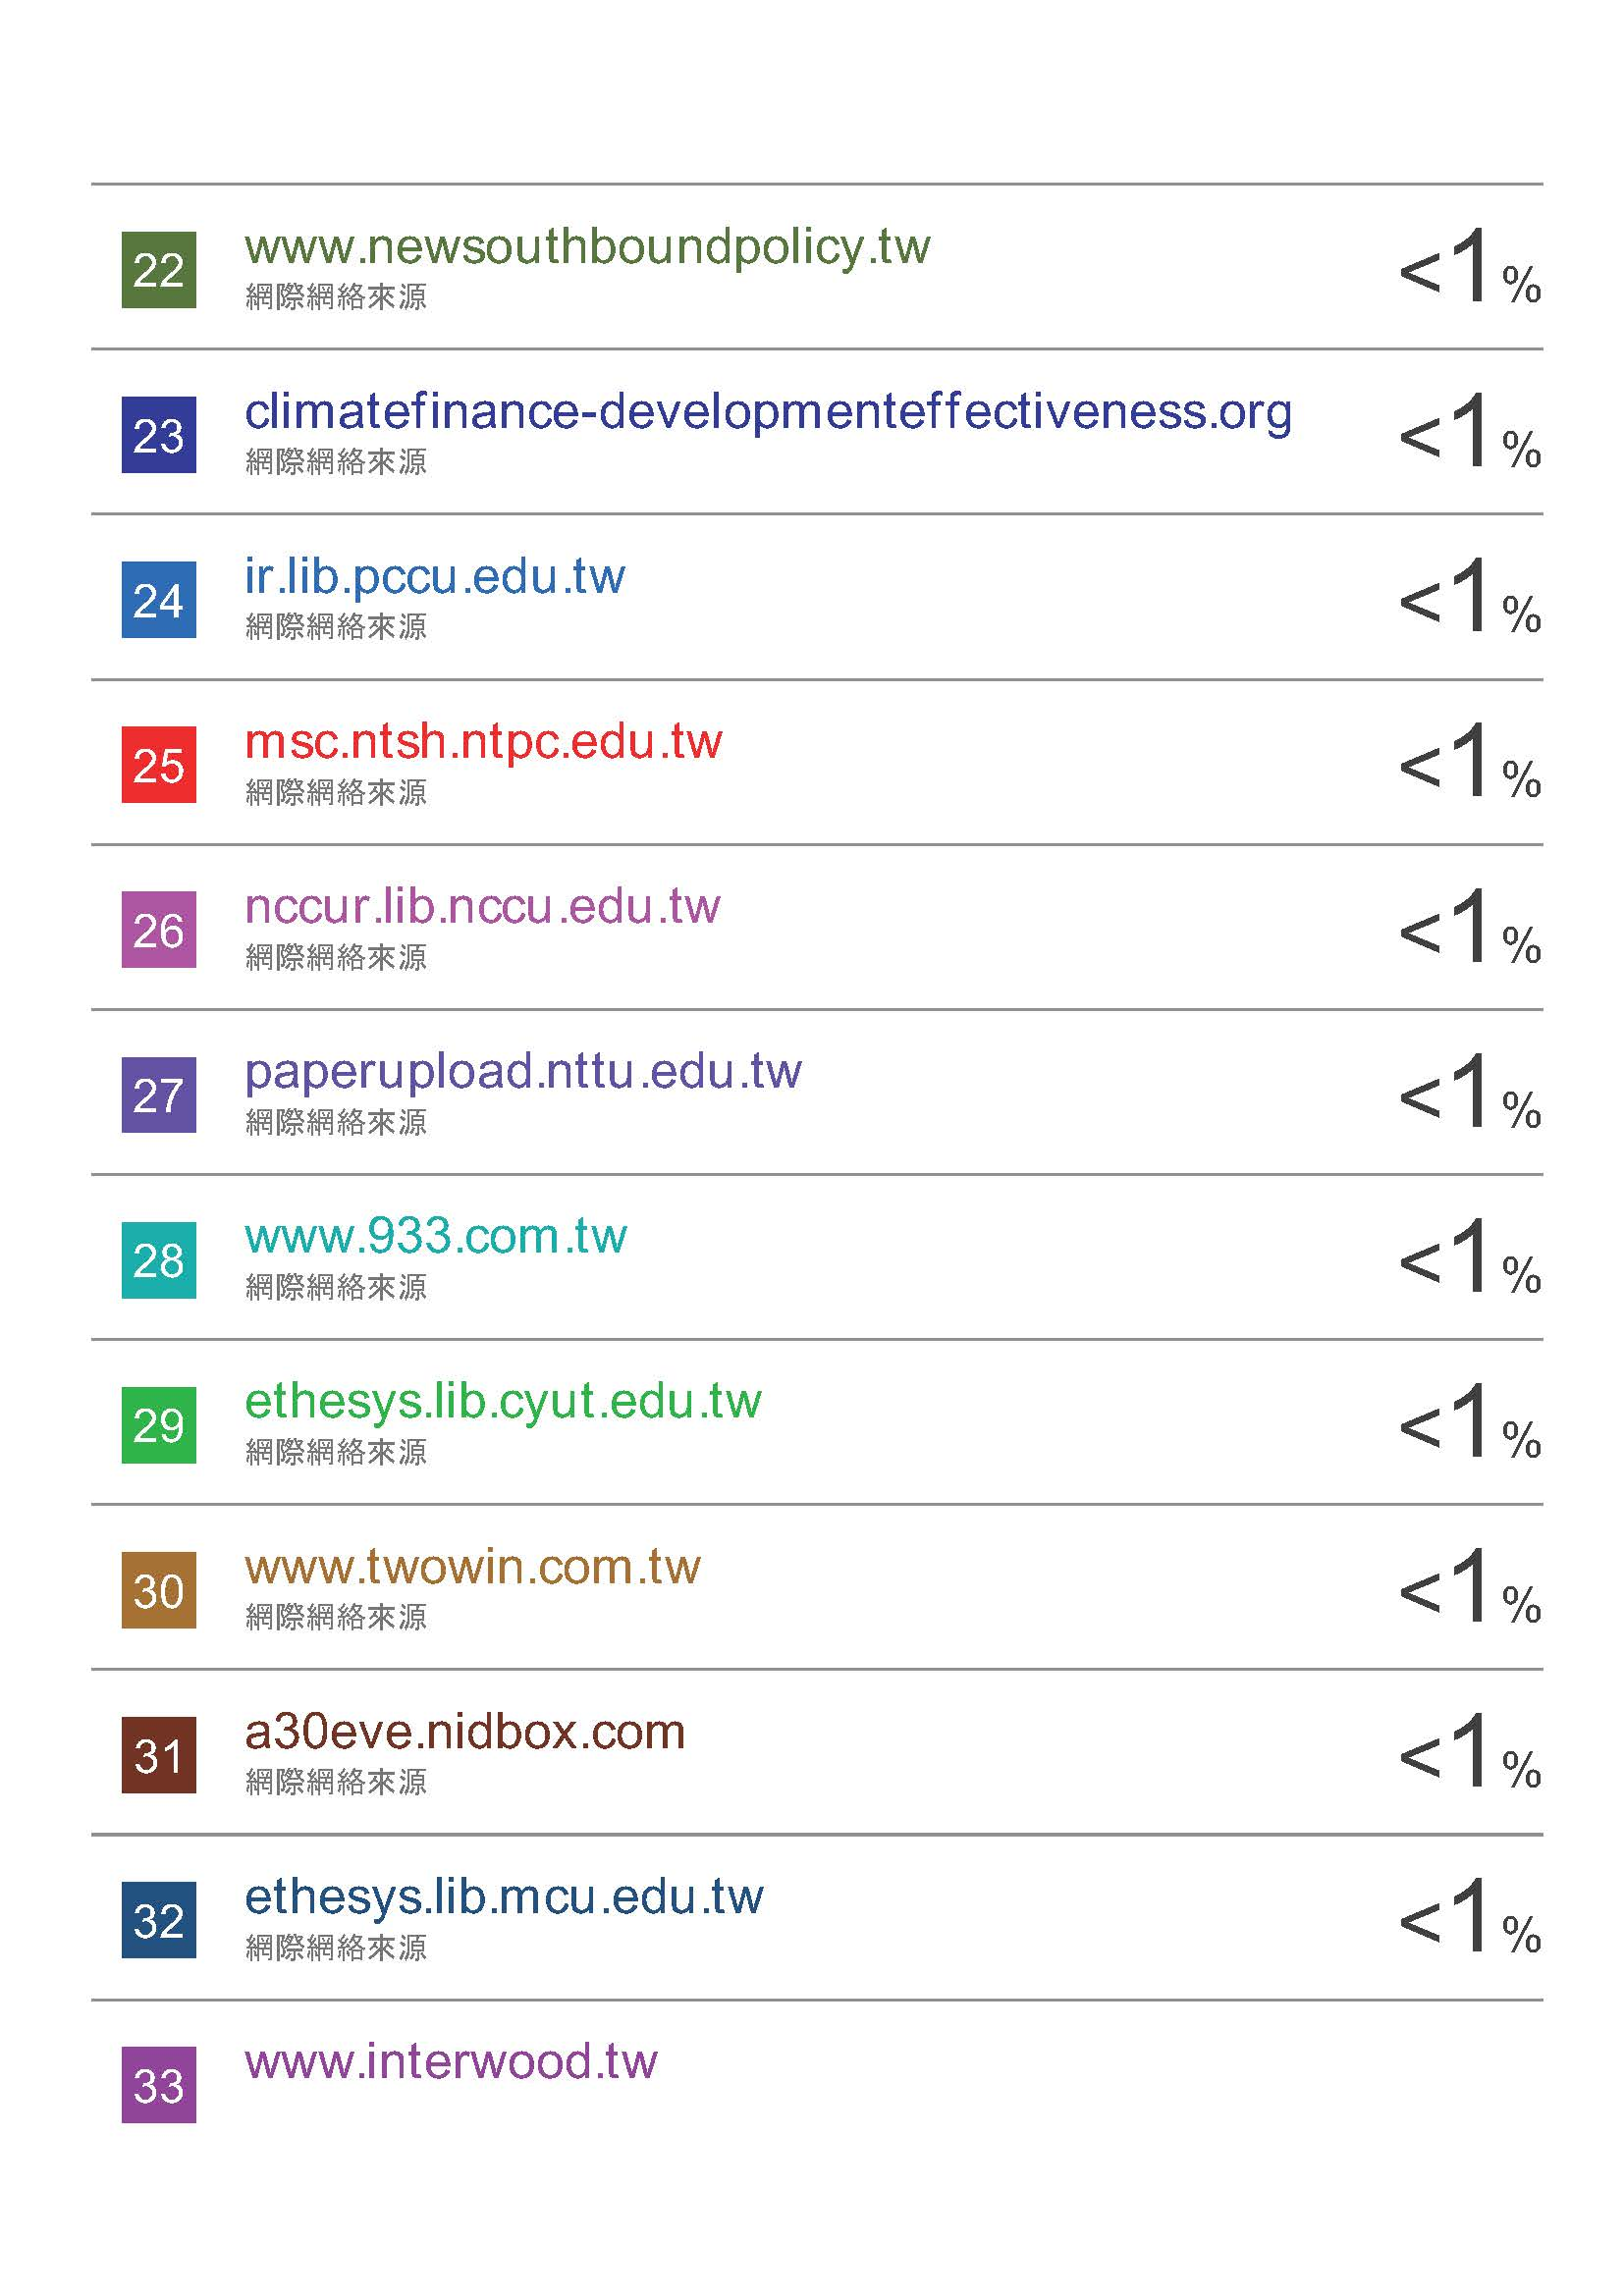 22 www.newsouthboundpolicy.tw <1%
網際網絡來源
23 climatefinance-developmenteffectiveness.org <1%
網際網絡來源
24 ir.lib.pccu.edu.tw <1%
網際網絡來源
25 msc.ntsh.ntpc.edu.tw <1%
網際網絡來源
26 nccur.lib.nccu.edu.tw <1%
網際網絡來源
27 paperupload.nttu.edu.tw <1%
網際網絡來源
28 www.933.com.tw <1%
網際網絡來源
29 ethesys.lib.cyut.edu.tw <1%
網際網絡來源
30 www.twowin.com.tw <1%
網際網絡來源
31 a30eve.nidbox.com <1%
網際網絡來源
32 ethesys.lib.mcu.edu.tw <1%
網際網絡來源
33 www.interwood.tw